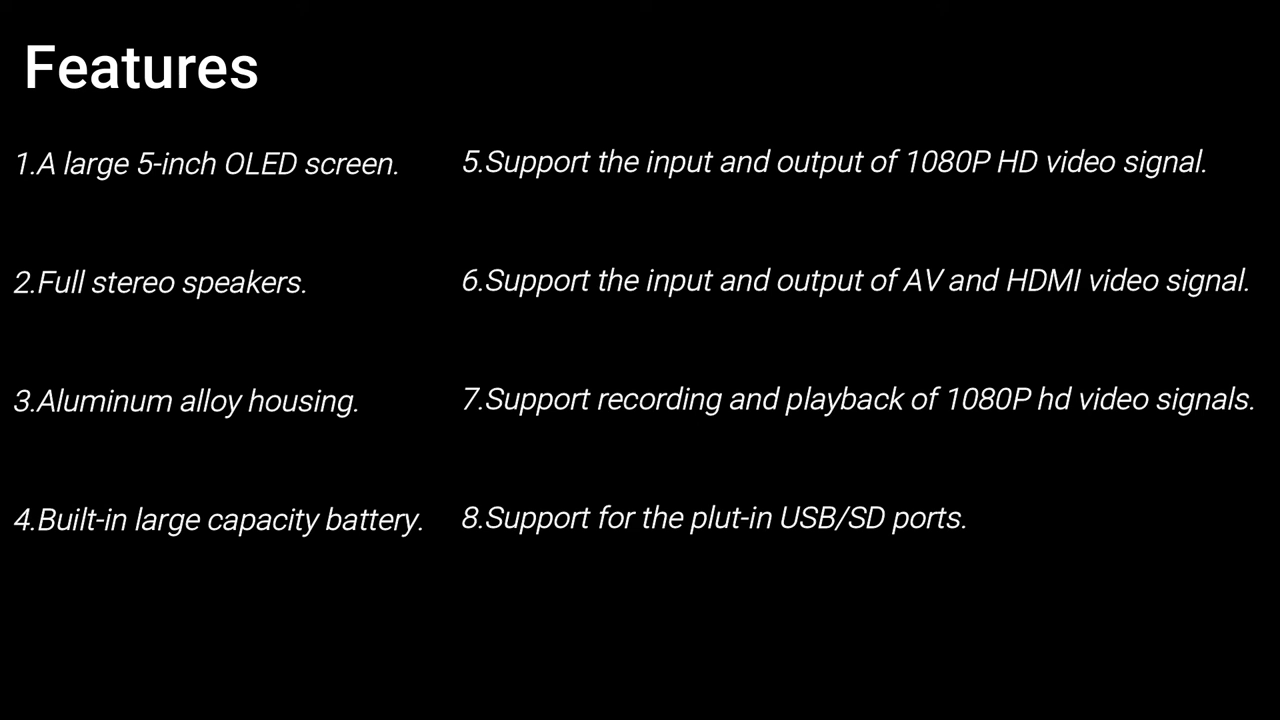 Features
1.A large 5-inch OLED screen.
2.Full stereo speakers.
3.Aluminum alloy housing.
4.Built-in large capacity battery.
5.Support the input and output of 1080P HD video signal.
6.Support the input and output of AV and HDMI video signal.
7.Support recording and playback of 1080P hd video signals.
8.Support for the plut-in USB/SD ports.